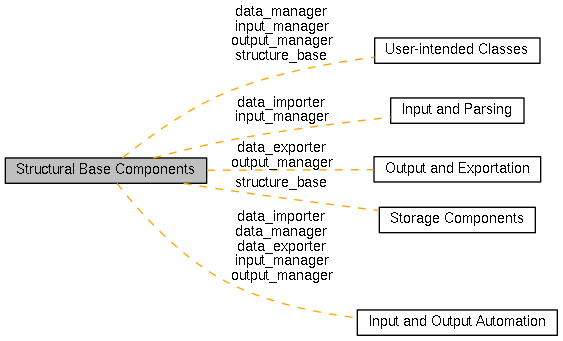 data_manager
input_manager
output_manager
structure_base
User-intended Classes
data_importer
input_manager
Input and Parsing
data_exporter
output_manager
Output and Exportation
Structural Base Components
structure_base
Storage Components
data_importer
data_manager
data_exporter
input_manager
output_manager
Input and Output Automation